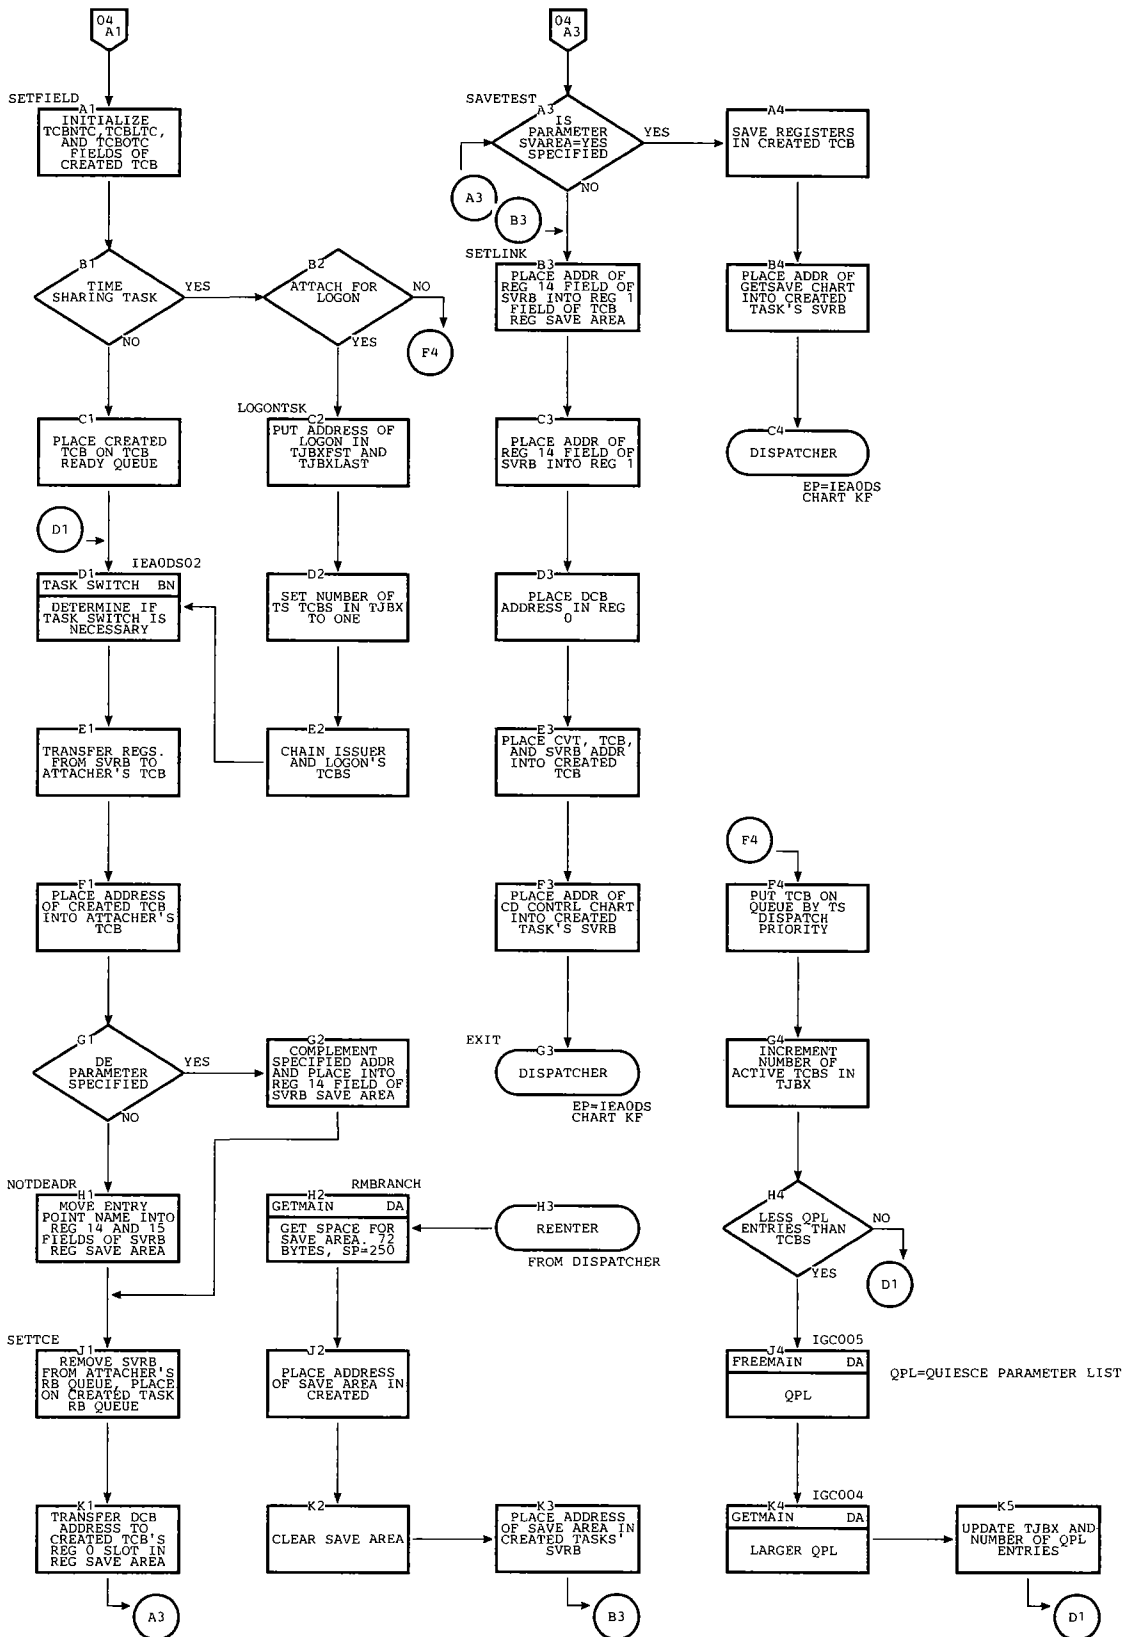 04
A1
SETFIELD
A1
INITIALIZE
TCBNTC,TCBLTC,
AND TCBOTC
FIELDS OF
CREATED TCB
B1
TIME
SHARING TASK
YES
NO
B2
ATTACH FOR
LOGON
NO
YES
F4
C1
PLACE CREATED
TCB ON TCB
READY QUEUE
LOGONTSK
C2
PUT ADDRESS OF
LOGON IN
TJBXFST AND
TJBXLAST
D1
IEA0DS02
D1
TASK SWITCH BN
DETERMINE IF
TASK SWITCH IS
NECESSARY
D2
SET NUMBER OF
TS TCBS IN TJBX
TO ONE
E1
TRANSFER REGS.
FROM SVRB TO
ATTACHER'S TCB
E2
CHAIN ISSUER
AND LOGON'S
TCBS
F1
PLACE ADDRESS
OF CREATED TCB
INTO ATTACHER'S
TCB
G1
DE
PARAMETER
SPECIFIED
YES
NO
G2
COMPLEMENT
SPECIFIED ADDR
AND PLACE INTO
REG 14 FIELD OF
SVRB SAVE AREA
NOTDEADR
H1
MOVE ENTRY
POINT NAME INTO
REG 14 AND 15
FIELDS OF SVRB
REG SAVE AREA
RMBRANCH
H2
GETMAIN DA
GET SPACE FOR
SAVE AREA. 72
BYTES, SP=250
H3
REENTER
FROM DISPATCHER
SETTCE
J1
REMOVE SVRB
FROM ATTACHER'S
RB QUEUE, PLACE
ON CREATED TASK
RB QUEUE
J2
PLACE ADDRESS
OF SAVE AREA IN
CREATED
K1
TRANSFER DCB
ADDRESS TO
CREATED TCB'S
REG 0 SLOT IN
REG SAVE AREA
A3
K2
CLEAR SAVE AREA
K3
PLACE ADDRESS
OF SAVE AREA IN
CREATED TASKS'
SVRB
B3
04
A3
SAVETEST
A3
IS
PARAMETER
SVAREA=YES
SPECIFIED
YES
NO
A3
B3
A4
SAVE REGISTERS
IN CREATED TCB
SETLINK
B3
PLACE ADDR OF
REG 14 FIELD OF
SVRB INTO REG 1
FIELD OF TCB
REG SAVE AREA
B4
PLACE ADDR OF
GETSAVE CHART
INTO CREATED
TASK'S SVRB
C3
PLACE ADDR OF
REG 14 FIELD OF
SVRB INTO REG 1
C4
DISPATCHER
EP=IEA0DS
CHART KF
D3
PLACE DCB
ADDRESS IN REG
0
E3
PLACE CVT, TCB,
AND SVRB ADDR
INTO CREATED
TCB
F3
PLACE ADDR OF
CD CONTRL CHART
INTO CREATED
TASK'S SVRB
EXIT
G3
DISPATCHER
EP=IEA0DS
CHART KF
F4
F4
PUT TCB ON
QUEUE BY TS
DISPATCH
PRIORITY
G4
INCREMENT
NUMBER OF
ACTIVE TCBS IN
TJBX
H4
LESS QPL
ENTRIES THAN
TCBS
NO
YES
D1
IGC005
J4
FREEMAIN DA
QPL
QPL=QUIESCE PARAMETER LIST
IGC004
K4
GETMAIN DA
LARGER QPL
K5
UPDATE TJBX AND
NUMBER OF QPL
ENTRIES
D1